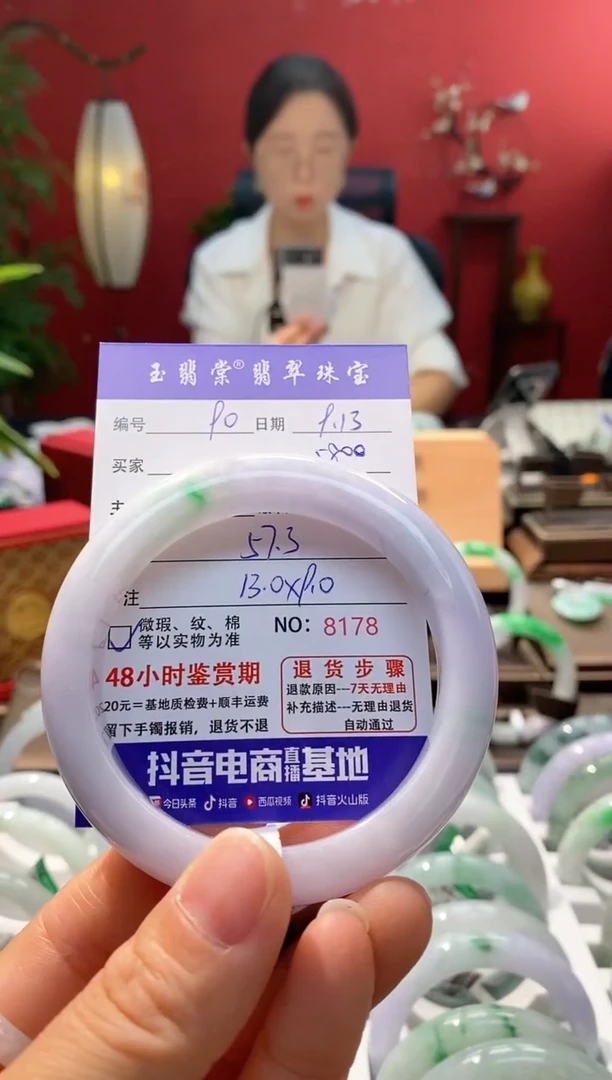 玉翡棠®翡翠珠宝
编号 90 日期 9.13
买家
57.3
注 13.0x9.0
微瑕、纹、棉
等以实物为准
NO: 8178
48小时鉴赏期
20元=基地质检费+顺丰运费
留下手镯报销，退货不退
退货步骤
退款原因---7天无理由
补充描述---无理由退货
自动通过
抖音电商直播基地
今日头条 抖音 西瓜视频 抖音火山版